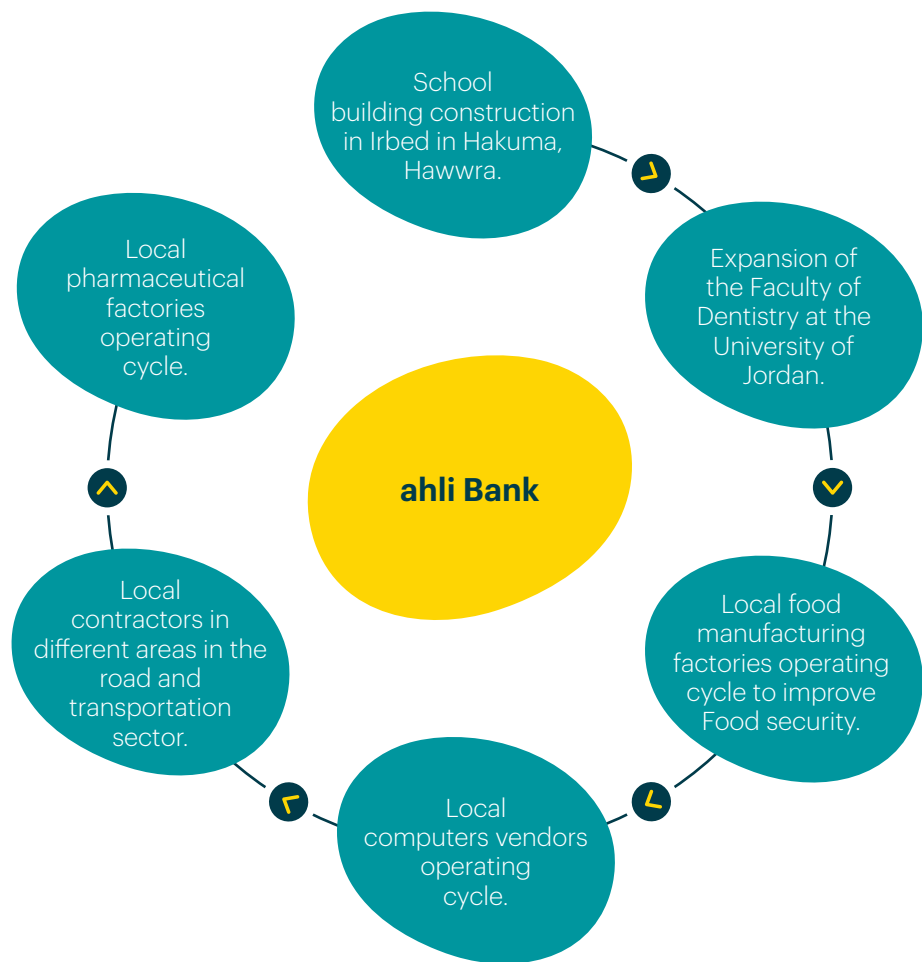 School
building construction
in Irbed in Hakuma,
Hawwra.
Expansion of
the Faculty of
Dentistry at the
University of
Jordan.
Local food
manufacturing
factories operating
cycle to improve
Food security.
Local
computers vendors
operating
cycle.
Local
contractors in
different areas in the
road and
transportation
sector.
Local
pharmaceutical
factories
operating
cycle.
ahli Bank